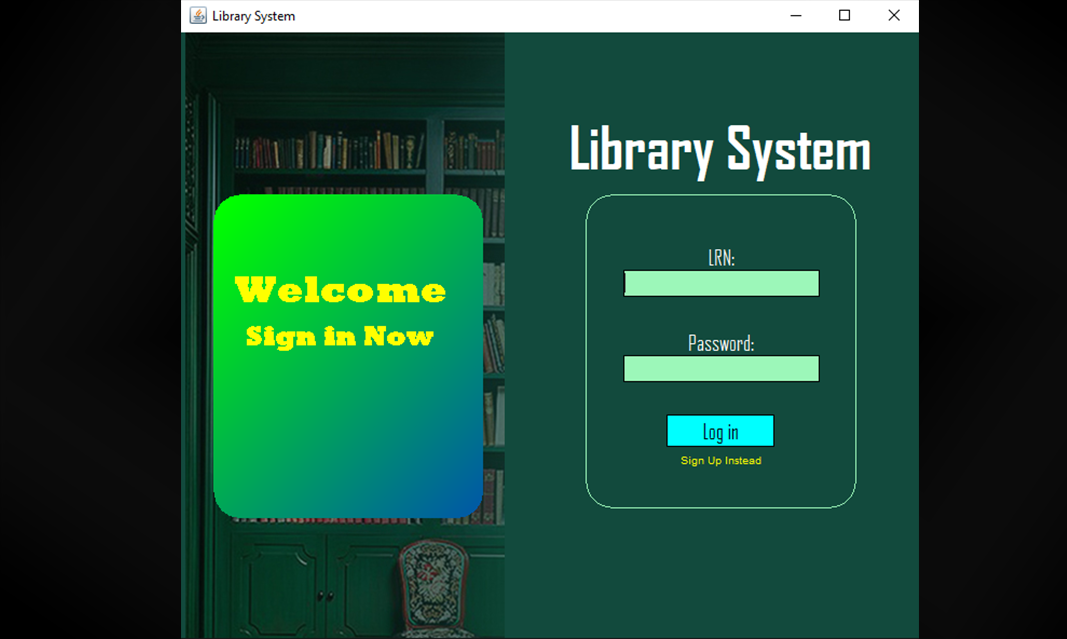 Library System
Welcome
Sign in Now
Library System
LRN:
Password:
Log in
Sign Up Instead